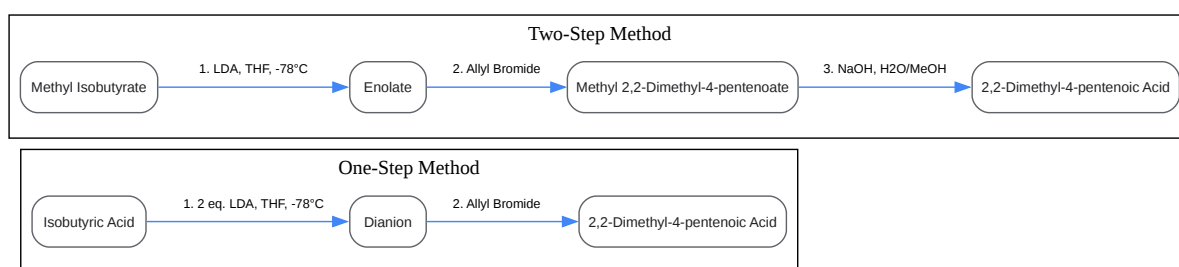 Two-Step Method
Methyl Isobutyrate
1. LDA, THF, -78°C
Enolate
2. Allyl Bromide
Methyl 2,2-Dimethyl-4-pentenoate
3. NaOH, H2O/MeOH
2,2-Dimethyl-4-pentenoic Acid
One-Step Method
Isobutyric Acid
1. 2 eq. LDA, THF, -78°C
Dianion
2. Allyl Bromide
2,2-Dimethyl-4-pentenoic Acid